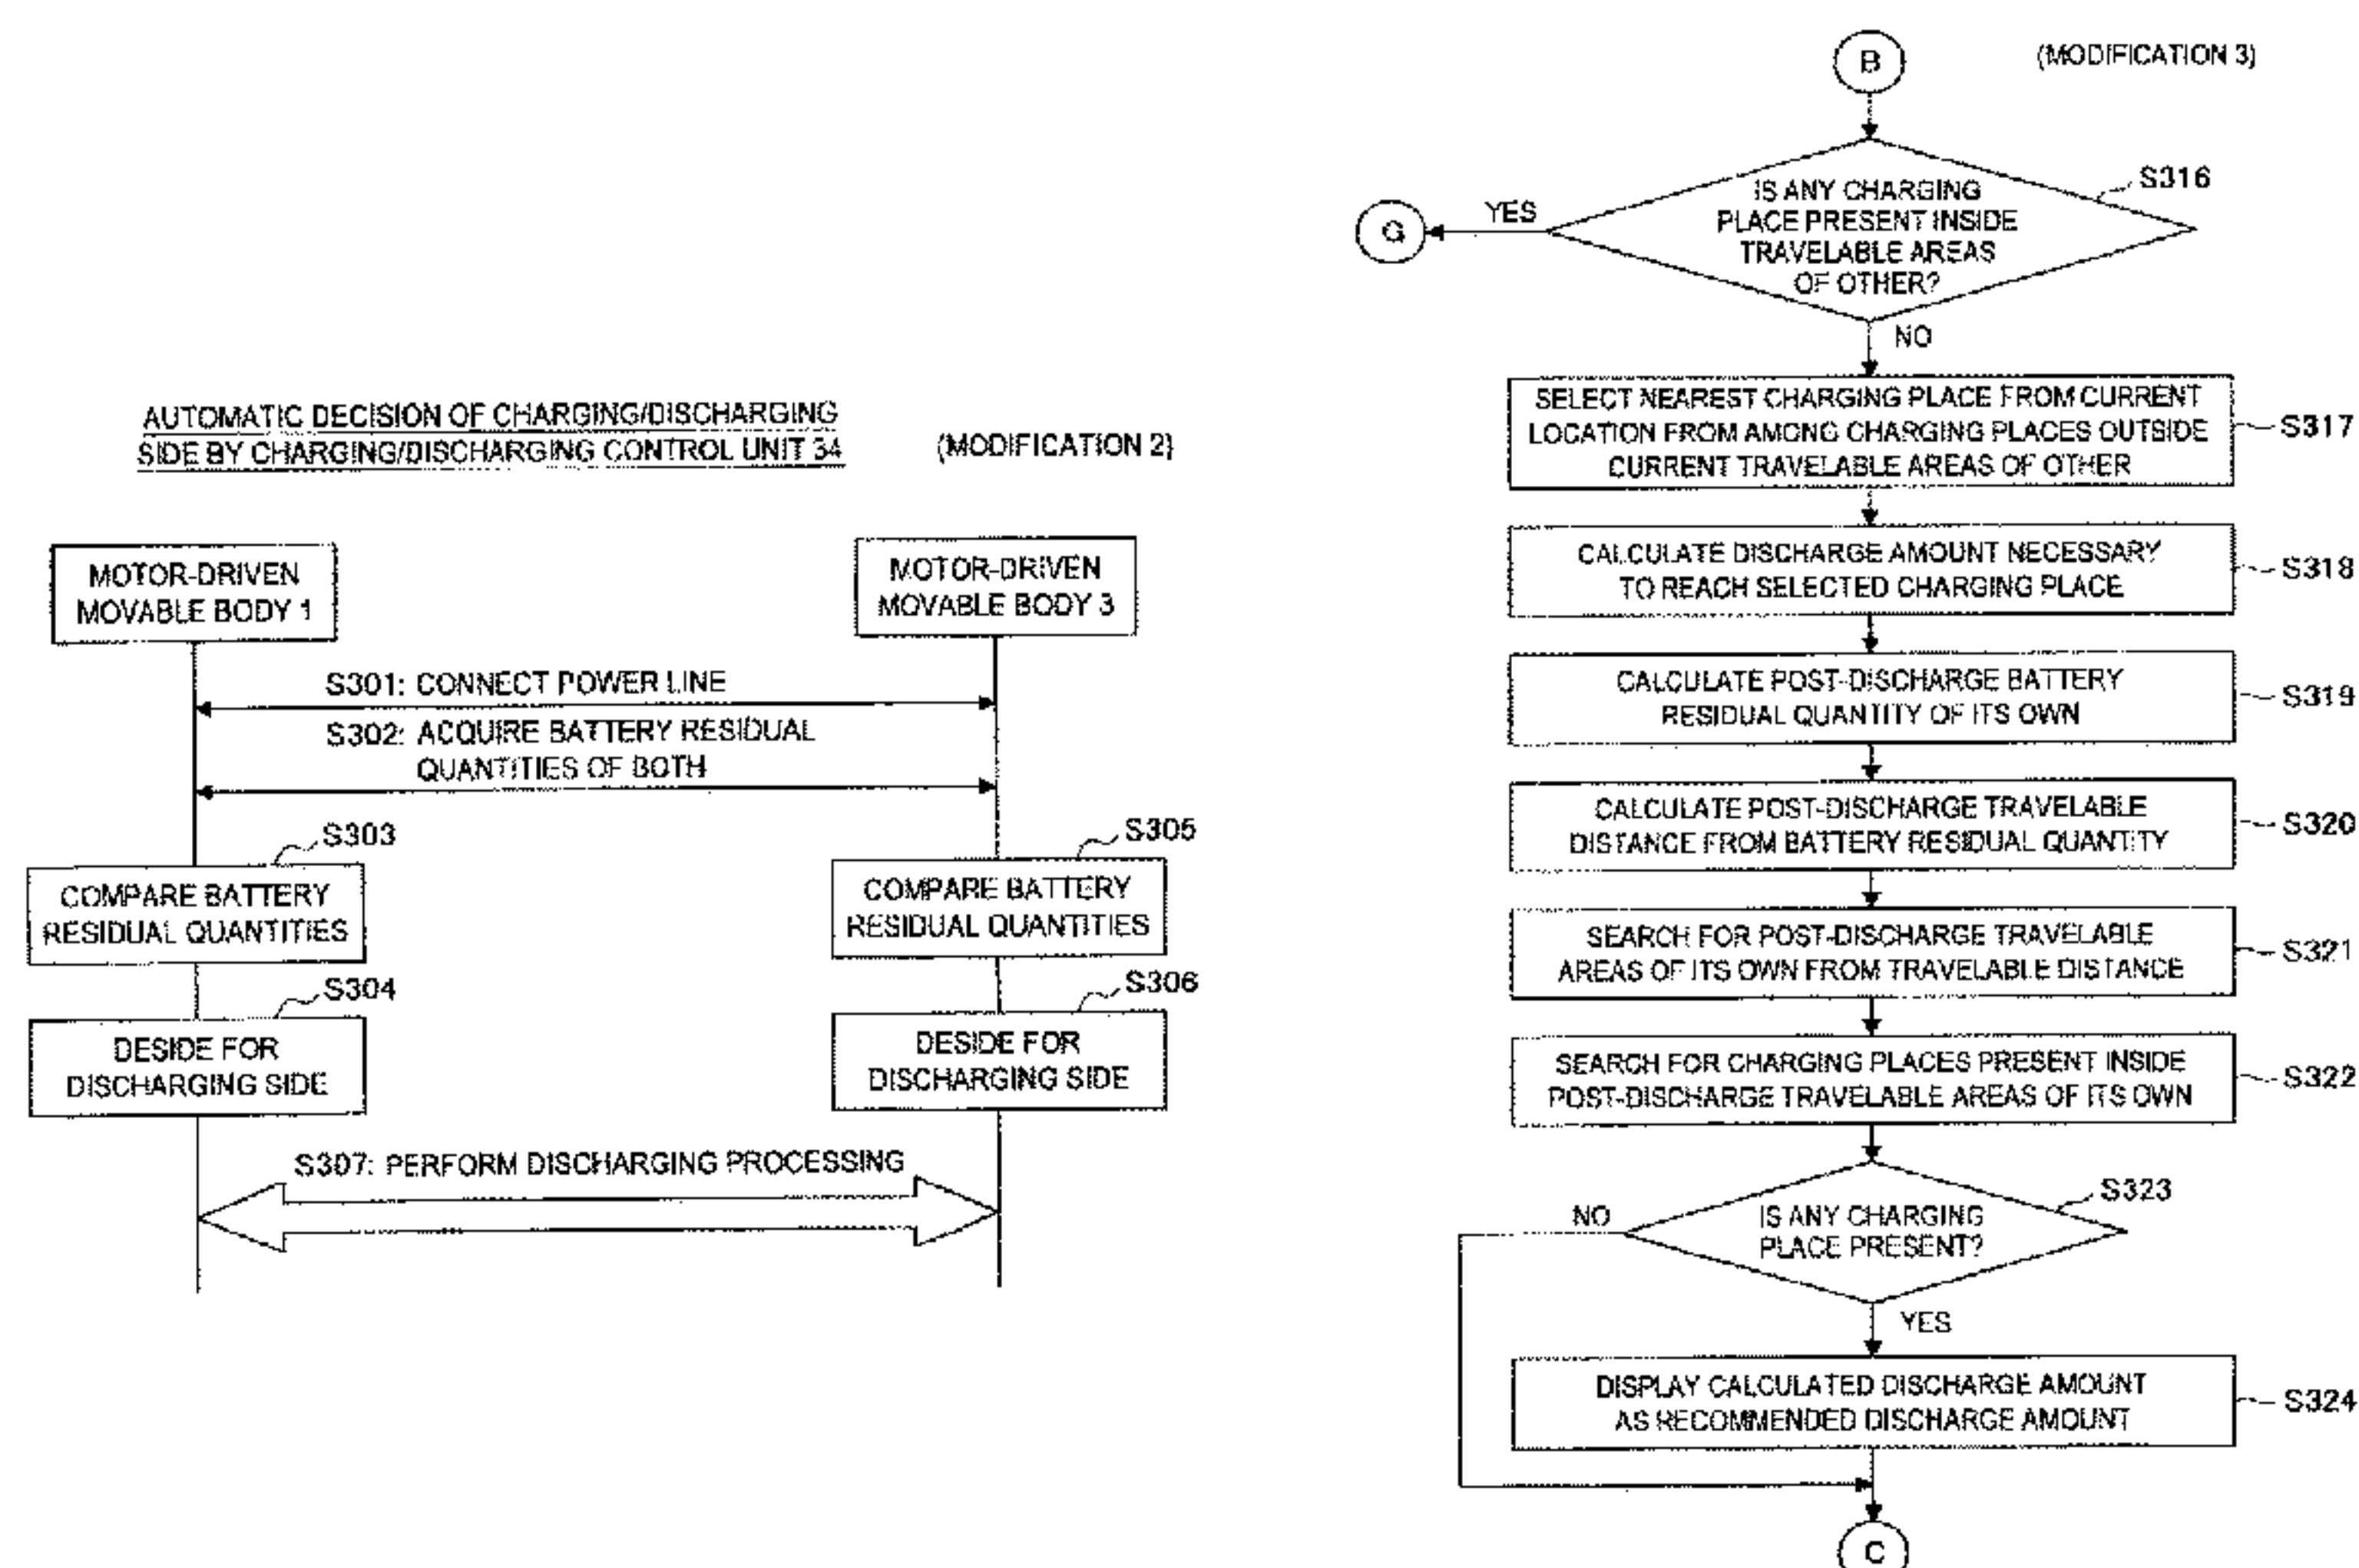 AUTOMATIC DECISION OF CHARGING/DISCHARGING
SIDE BY CHARGING/DISCHARGING CONTROL UNIT 34
(MODIFICATION 2)
MOTOR-DRIVEN
MOVABLE BODY 1
MOTOR-DRIVEN
MOVABLE BODY 3
S301: CONNECT POWER LINE
S302: ACQUIRE BATTERY RESIDUAL
QUANTITIES OF BOTH
S303
COMPARE BATTERY
RESIDUAL QUANTITIES
S305
COMPARE BATTERY
RESIDUAL QUANTITIES
S304
DESIDE FOR
DISCHARGING SIDE
S306
DESIDE FOR
DISCHARGING SIDE
S307: PERFORM DISCHARGING PROCESSING
(MODIFICATION 3)
B
S316
IS ANY CHARGING
PLACE PRESENT INSIDE
TRAVELABLE AREAS
OF OTHER?
YES
G
NO
SELECT NEAREST CHARGING PLACE FROM CURRENT
LOCATION FROM AMONG CHARGING PLACES OUTSIDE
CURRENT TRAVELABLE AREAS OF OTHER
S317
CALCULATE DISCHARGE AMOUNT NECESSARY
TO REACH SELECTED CHARGING PLACE
S318
CALCULATE POST-DISCHARGE BATTERY
RESIDUAL QUANTITY OF ITS OWN
S319
CALCULATE POST-DISCHARGE TRAVELABLE
DISTANCE FROM BATTERY RESIDUAL QUANTITY
S320
SEARCH FOR POST-DISCHARGE TRAVELABLE
AREAS OF ITS OWN FROM TRAVELABLE DISTANCE
S321
SEARCH FOR CHARGING PLACES PRESENT INSIDE
POST-DISCHARGE TRAVELABLE AREAS OF ITS OWN
S322
S323
IS ANY CHARGING
PLACE PRESENT?
NO
YES
DISPLAY CALCULATED DISCHARGE AMOUNT
AS RECOMMENDED DISCHARGE AMOUNT
S324
C